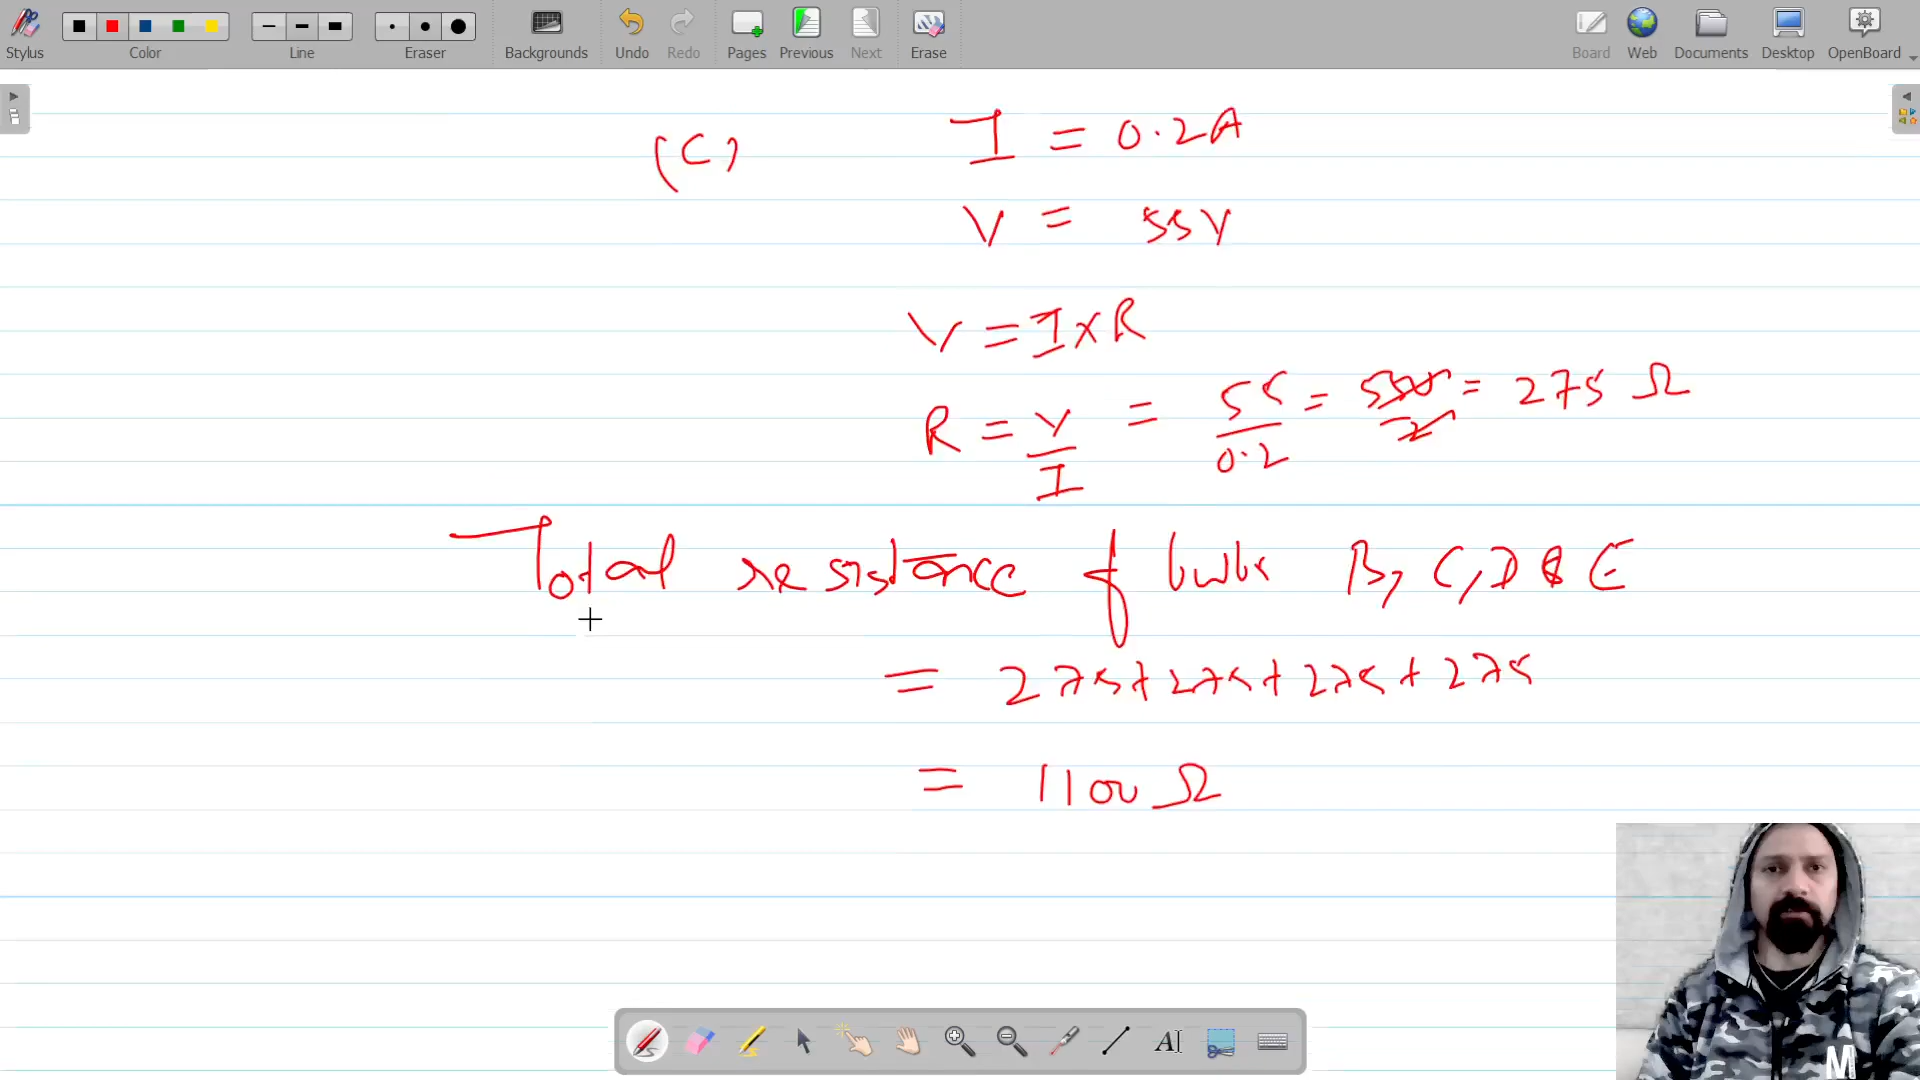 Stylus Color Line Eraser Backgrounds Undo Redo Pages Previous Next Erase Board Web Documents Desktop OpenBoard
(C) I = 0.2A
V = 55V
V = I × R
R = V/I = 55/0.2 = 550/2 = 275 Ω
Total resistance of bulbs B, C, D & E
= 275 + 275 + 275 + 275
= 1100 Ω
M